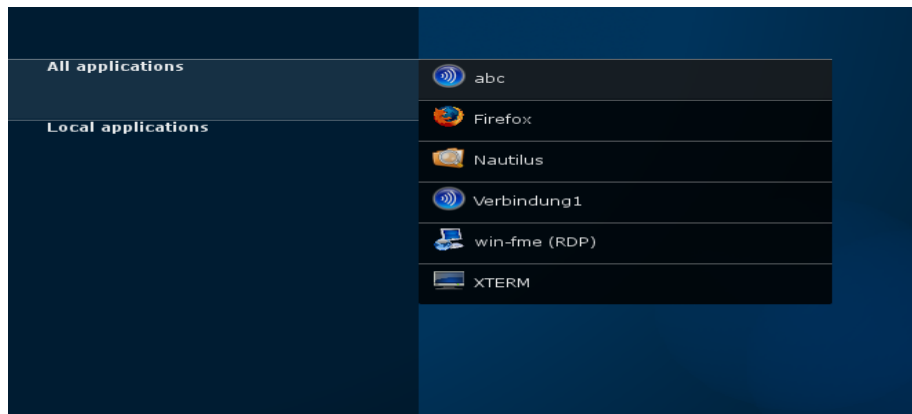 All applications
Local applications
abc
Firefox
Nautilus
Verbindung1
win-fme (RDP)
XTERM